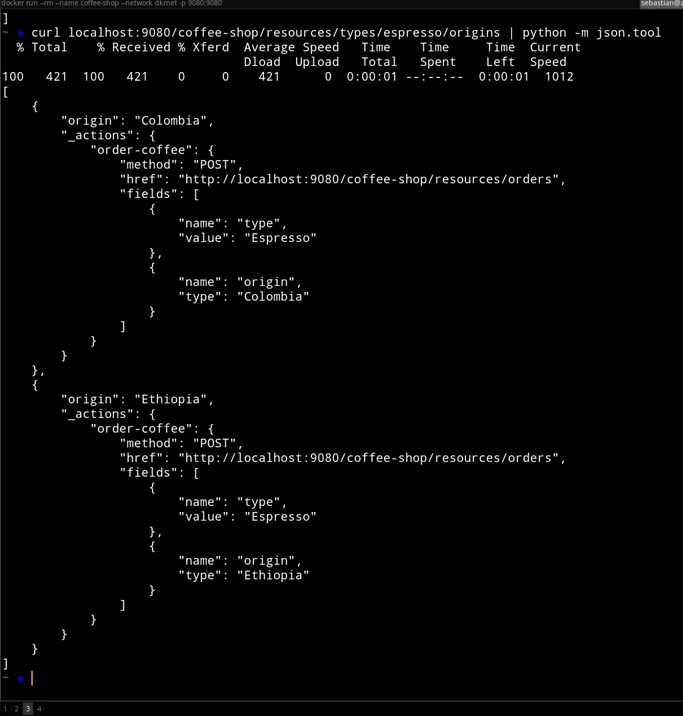 docker run --rm --name coffee-shop --network dkrnet -p 9080:9080 sebastian@
]
~ curl localhost:9080/coffee-shop/resources/types/espresso/origins | python -m json.tool
  % Total    % Received % Xferd  Average Speed   Time    Time     Time  Current
                                 Dload  Upload   Total   Spent    Left  Speed
100   421  100   421    0     0    421      0  0:00:01 --:--:--  0:00:01  1012
[
    {
        "origin": "Colombia",
        "_actions": {
            "order-coffee": {
                "method": "POST",
                "href": "http://localhost:9080/coffee-shop/resources/orders",
                "fields": [
                    {
                        "name": "type",
                        "value": "Espresso"
                    },
                    {
                        "name": "origin",
                        "type": "Colombia"
                    }
                ]
            }
        }
    },
    {
        "origin": "Ethiopia",
        "_actions": {
            "order-coffee": {
                "method": "POST",
                "href": "http://localhost:9080/coffee-shop/resources/orders",
                "fields": [
                    {
                        "name": "type",
                        "value": "Espresso"
                    },
                    {
                        "name": "origin",
                        "type": "Ethiopia"
                    }
                ]
            }
        }
    }
]
~
1 2 3 4